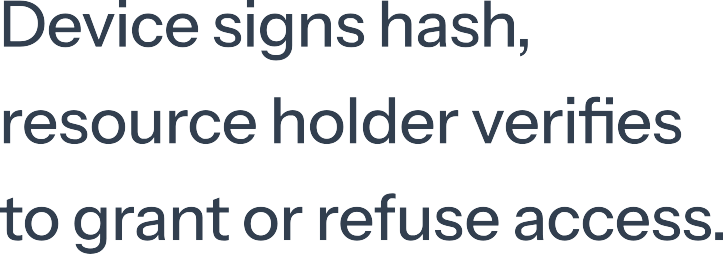 Device signs hash,
resource holder verifies
to grant or refuse access.